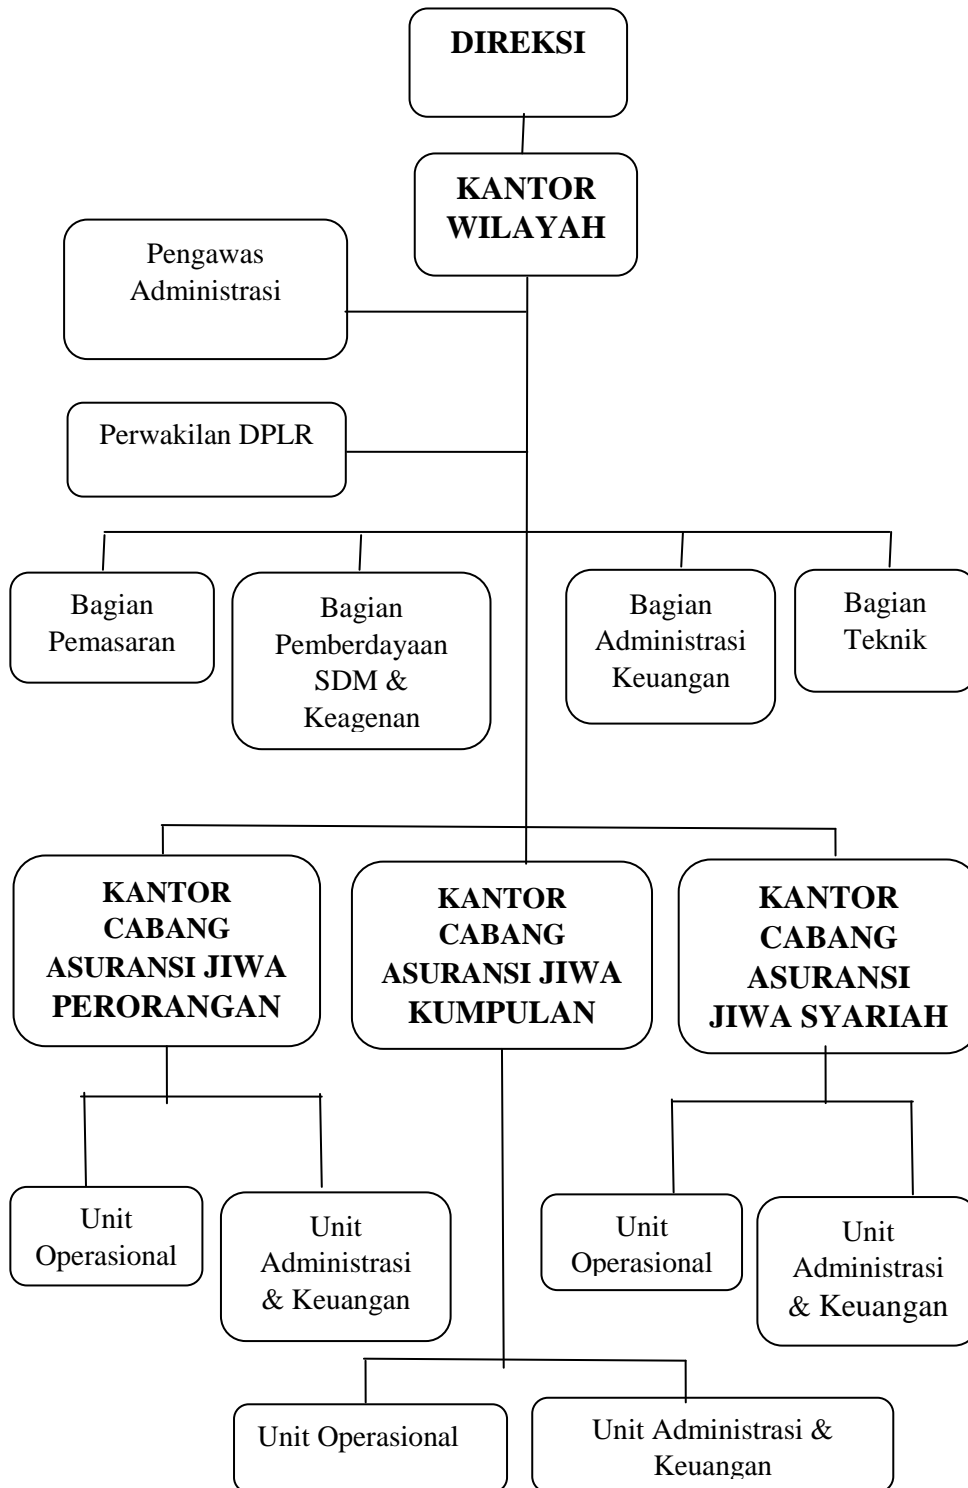 DIREKSI
KANTOR
WILAYAH
Pengawas
Administrasi
Perwakilan DPLR
Bagian
Pemasaran
Bagian
Pemberdayaan
SDM &
Keagenan
Bagian
Administrasi
Keuangan
Bagian
Teknik
KANTOR
CABANG
ASURANSI JIWA
PERORANGAN
KANTOR
CABANG
ASURANSI JIWA
KUMPULAN
KANTOR
CABANG
ASURANSI
JIWA SYARIAH
Unit
Operasional
Unit
Administrasi
& Keuangan
Unit
Operasional
Unit
Administrasi
& Keuangan
Unit Operasional
Unit Administrasi &
Keuangan